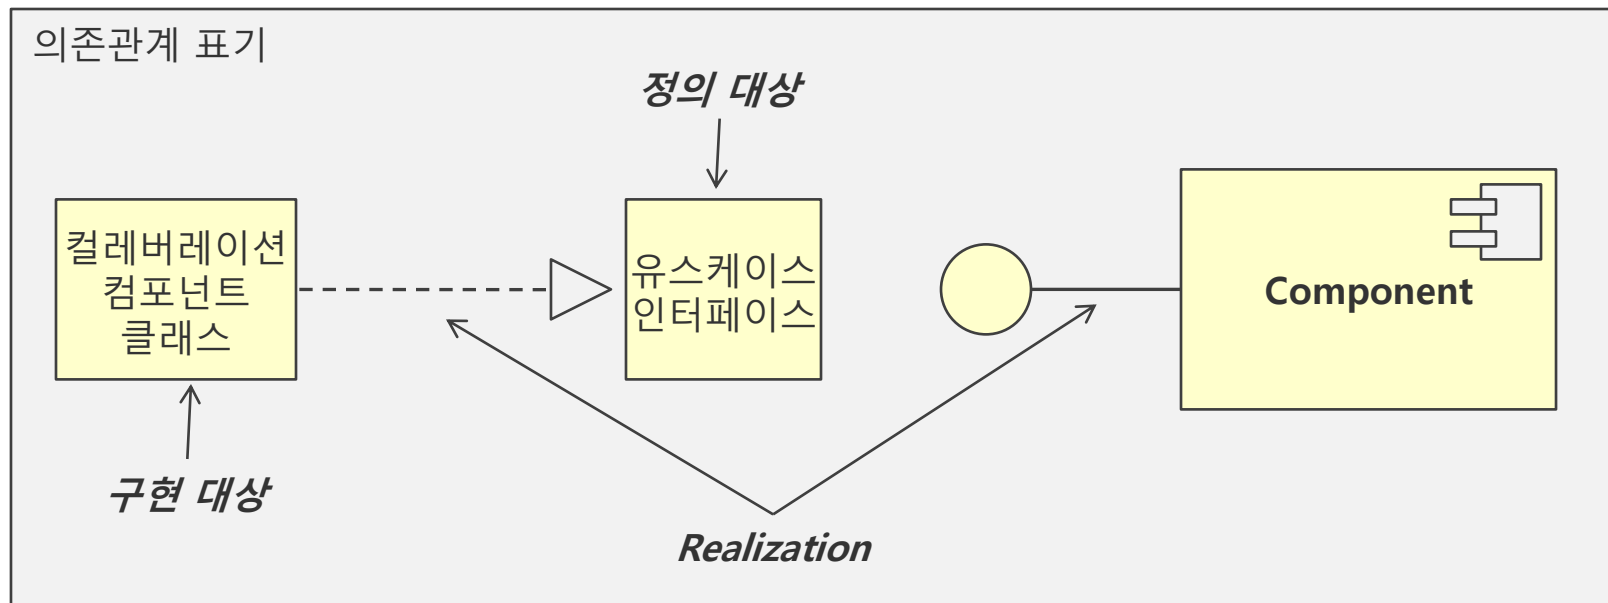 의존관계 표기
정의 대상
컬레버레이션
컴포넌트
클래스
유스케이스
인터페이스
Component
구현 대상
Realization